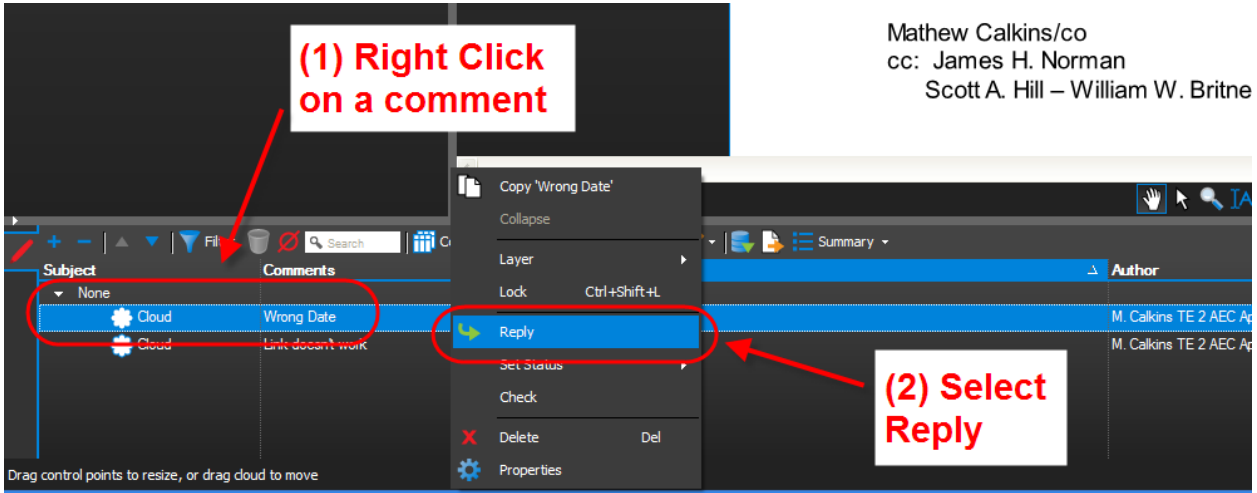 Mathew Calkins/co
cc: James H. Norman
Scott A. Hill – William W. Britne
(1) Right Click
on a comment
Copy 'Wrong Date'
Collapse
Layer
Lock Ctrl+Shift+L
Reply
Set Status
Check
Delete Del
Properties
Search
Summary
Subject Comments Author
None
Cloud Wrong Date M. Calkins TE 2 AEC Ap
Cloud Link doesn't work M. Calkins TE 2 AEC Ap
(2) Select
Reply
Drag control points to resize, or drag cloud to move